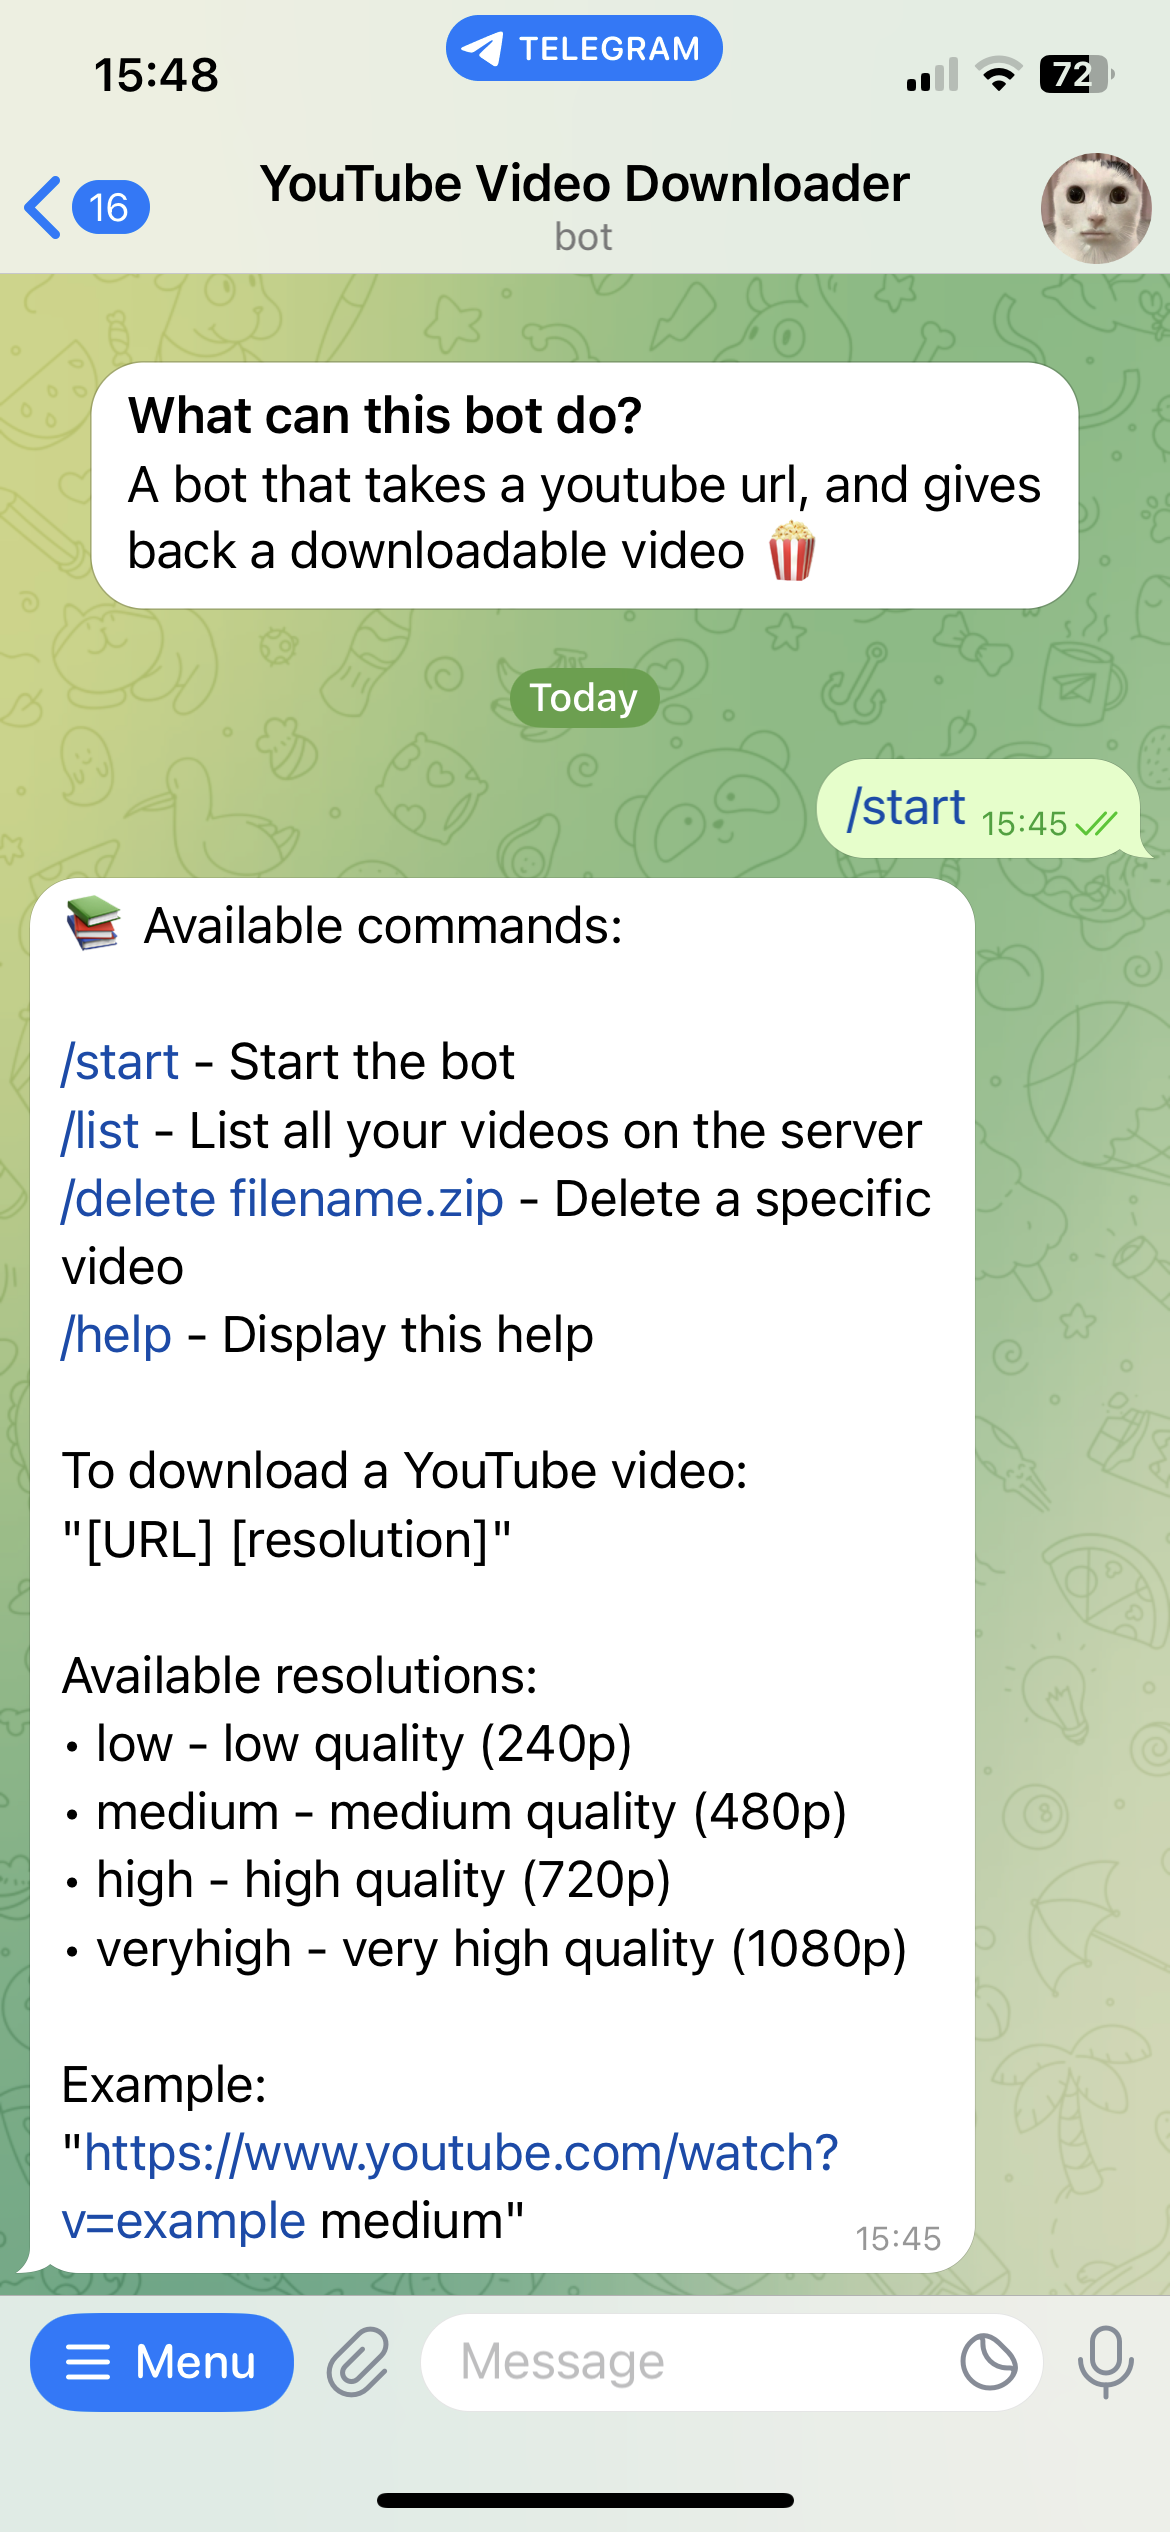 15:48
TELEGRAM
72
16
YouTube Video Downloader
bot
What can this bot do?
A bot that takes a youtube url, and gives
back a downloadable video 🍿
Today
/start 15:45
📚 Available commands:
/start - Start the bot
/list - List all your videos on the server
/delete filename.zip - Delete a specific
video
/help - Display this help
To download a YouTube video:
"[URL] [resolution]"
Available resolutions:
• low - low quality (240p)
• medium - medium quality (480p)
• high - high quality (720p)
• veryhigh - very high quality (1080p)
Example:
"https://www.youtube.com/watch?
v=example medium"
15:45
Menu
Message